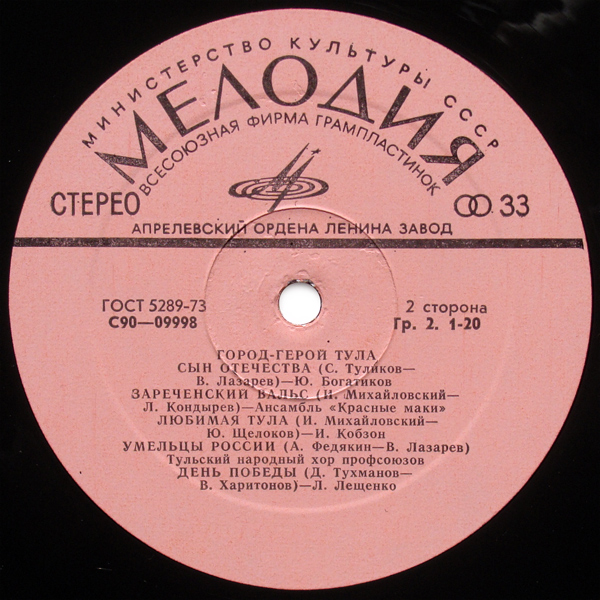 МИНИСТЕРСТВО КУЛЬТУРЫ СССР
МЕЛОДИЯ
ВСЕСОЮЗНАЯ ФИРМА ГРАМПЛАСТИНОК
СТЕРЕО
33
АПРЕЛЕВСКИЙ ОРДЕНА ЛЕНИНА ЗАВОД
ГОСТ 5289-73
С90—09998
2 сторона
Гр. 2. 1-20
ГОРОД-ГЕРОЙ ТУЛА
СЫН ОТЕЧЕСТВА (С. Туликов—
В. Лазарев)—Ю. Богатиков
ЗАРЕЧЕНСКИЙ ВАЛЬС (И. Михайловский—
Л. Кондырев)—Ансамбль «Красные маки»
ЛЮБИМАЯ ТУЛА (И. Михайловский—
Ю. Щелоков)—И. Кобзон
УМЕЛЬЦЫ РОССИИ (А. Федякин—В. Лазарев)
Тульский народный хор профсоюзов
ДЕНЬ ПОБЕДЫ (Д. Тухманов—
В. Харитонов)—Л. Лещенко